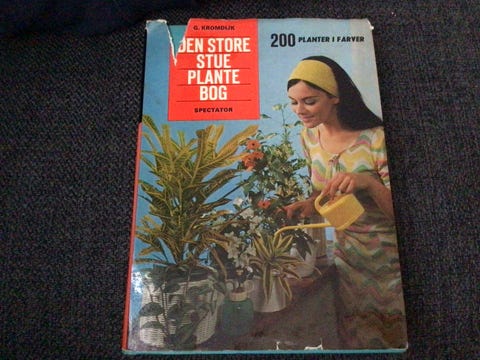 G. KROMDIJK
DEN STORE
STUE
PLANTE
BOG
SPECTATOR
200 PLANTER I FARVER